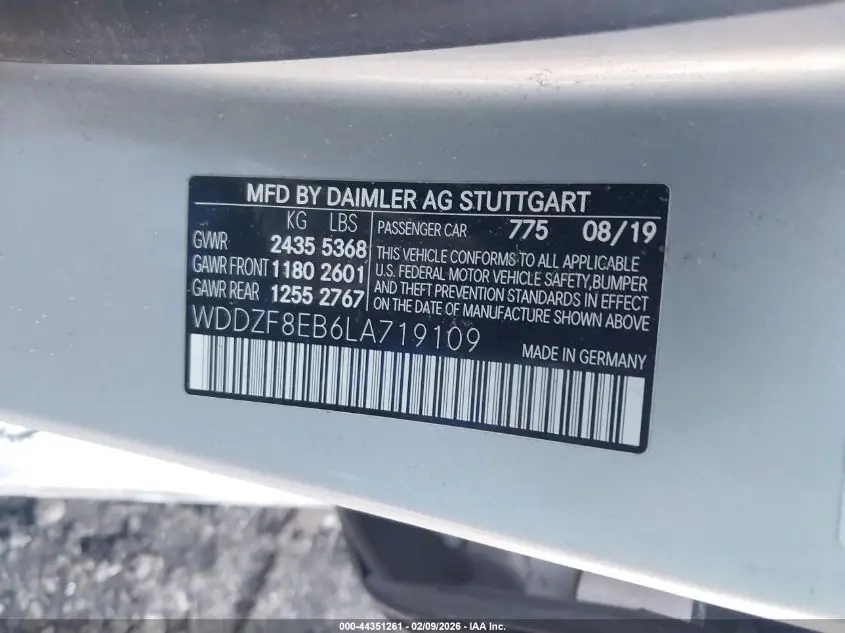 MFD BY DAIMLER AG STUTTGART
KG LBS
GVWR 2435 5368
GAWR FRONT 1180 2601
GAWR REAR 1255 2767
PASSENGER CAR 775 08/19
THIS VEHICLE CONFORMS TO ALL APPLICABLE
U.S. FEDERAL MOTOR VEHICLE SAFETY,BUMPER
AND THEFT PREVENTION STANDARDS IN EFFECT
ON THE DATE OF MANUFACTURE SHOWN ABOVE
WDDZF8EB6LA719109
MADE IN GERMANY
000-44351261 - 02/09/2026 - IAA Inc.